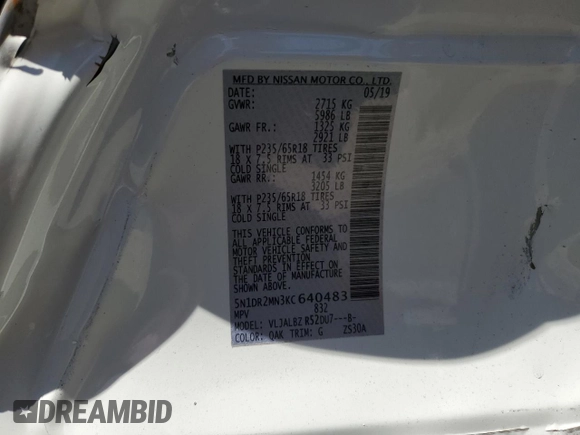 MFD BY NISSAN MOTOR CO., LTD.
DATE: 05/19
GVWR: 2715 KG
5986 LB
GAWR FR.: 1325 KG
2921 LB
WITH P235/65R18 TIRES
18 X 7.5 RIMS AT 33 PSI
COLD SINGLE
GAWR RR.: 1454 KG
3205 LB
WITH P235/65R18 TIRES
18 X 7.5 RIMS AT 33 PSI
COLD SINGLE
THIS VEHICLE CONFORMS TO
ALL APPLICABLE FEDERAL
MOTOR VEHICLE SAFETY AND
THEFT PREVENTION
STANDARDS IN EFFECT ON
THE DATE OF MANUFACTURE
SHOWN ABOVE.
5N1DR2MN3KC640483
MPV 832
MODEL: VLJALBZ R52DU7---B-
COLOR: QAK TRIM: G ZS30A
DREAMBID